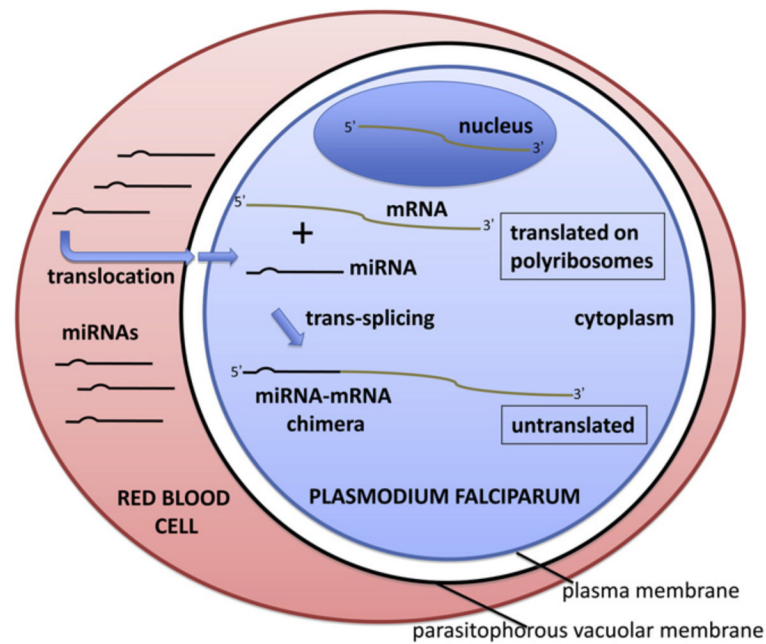 5'
nucleus
3'
5'
mRNA
3'
+
translated on
polyribosomes
translocation
miRNA
miRNAs
trans-splicing
cytoplasm
5'
3'
miRNA-mRNA
chimera
untranslated
RED BLOOD
CELL
PLASMODIUM FALCIPARUM
plasma membrane
parasitophorous vacuolar membrane